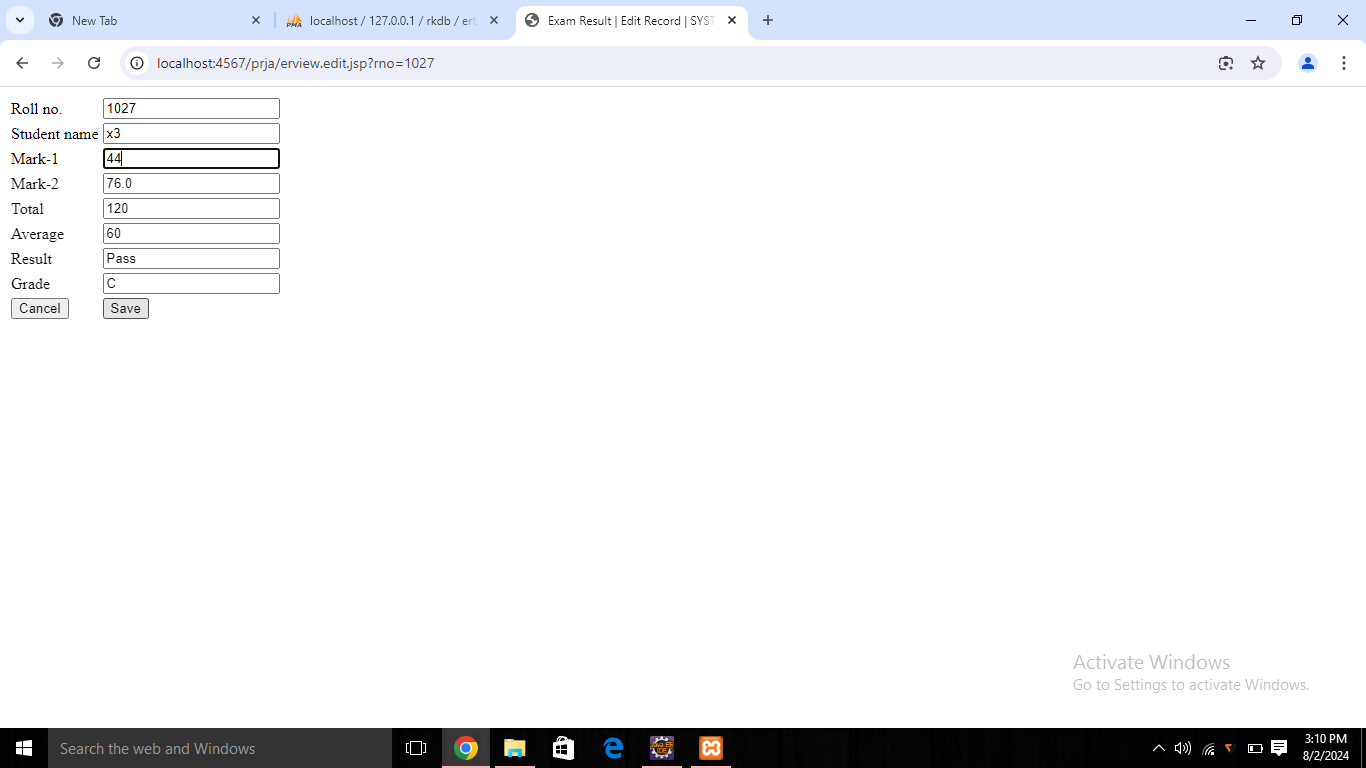 New Tab
localhost / 127.0.0.1 / rkdb / ert
Exam Result | Edit Record | SYST
localhost:4567/prja/erview.edit.jsp?rno=1027
Roll no. 1027
Student name x3
Mark-1 44
Mark-2 76.0
Total 120
Average 60
Result Pass
Grade C
Cancel Save
Activate Windows
Go to Settings to activate Windows.
Search the web and Windows
3:10 PM
8/2/2024